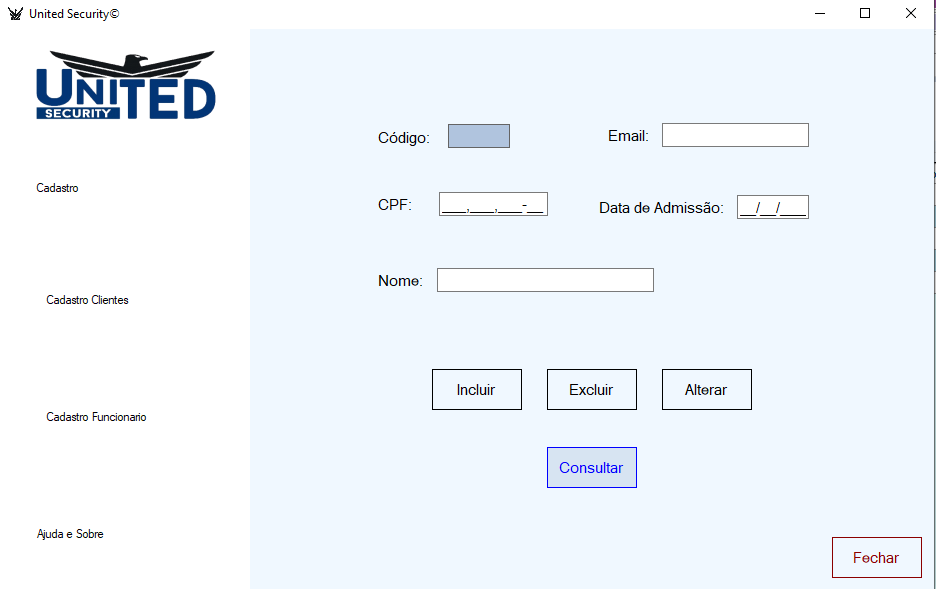 United Security©
UNITED
SECURITY
Cadastro
Cadastro Clientes
Cadastro Funcionario
Ajuda e Sobre
Código:
Email:
CPF: ___,___,___-__
Data de Admissão: __/__/____
Nome:
Incluir
Excluir
Alterar
Consultar
Fechar